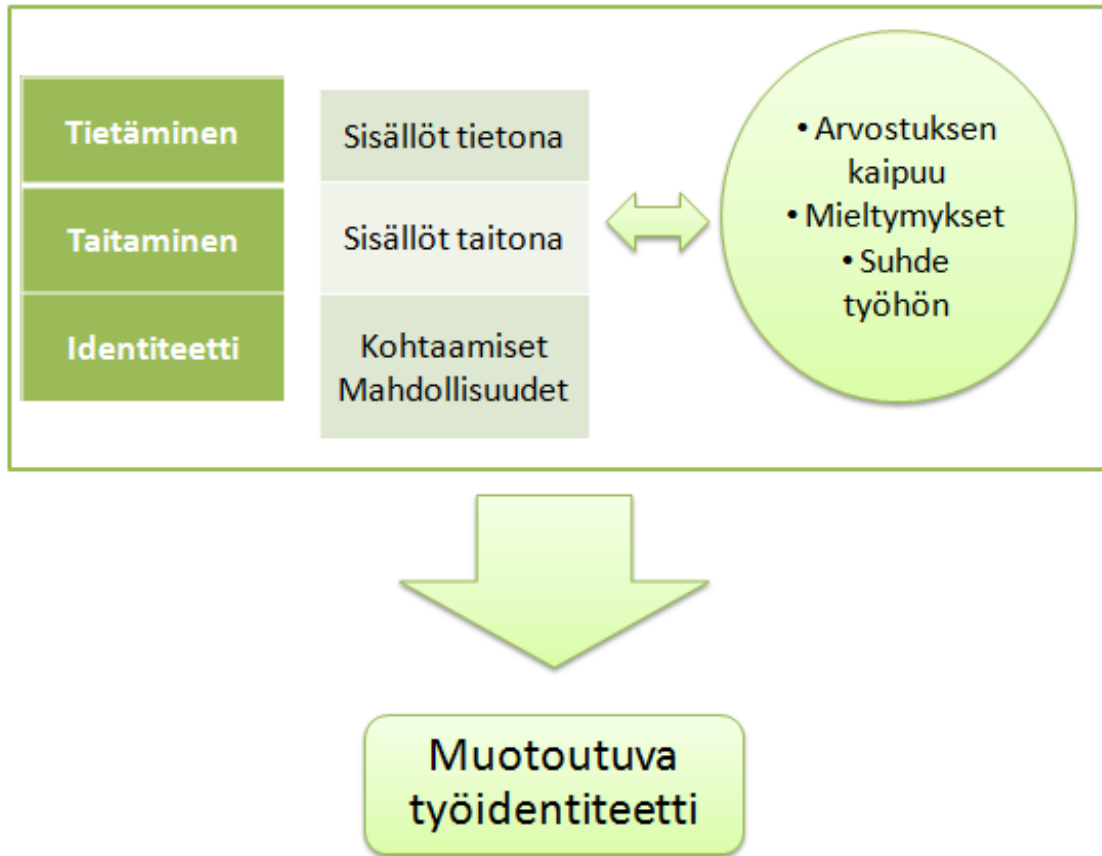 Tietäminen
Sisällöt tietona
Taitaminen
Sisällöt taitona
Identiteetti
Kohtaamiset
Mahdollisuudet
• Arvostuksen
kaipuu
• Mieltymykset
• Suhde
työhön
Muotoutuva
työidentiteetti